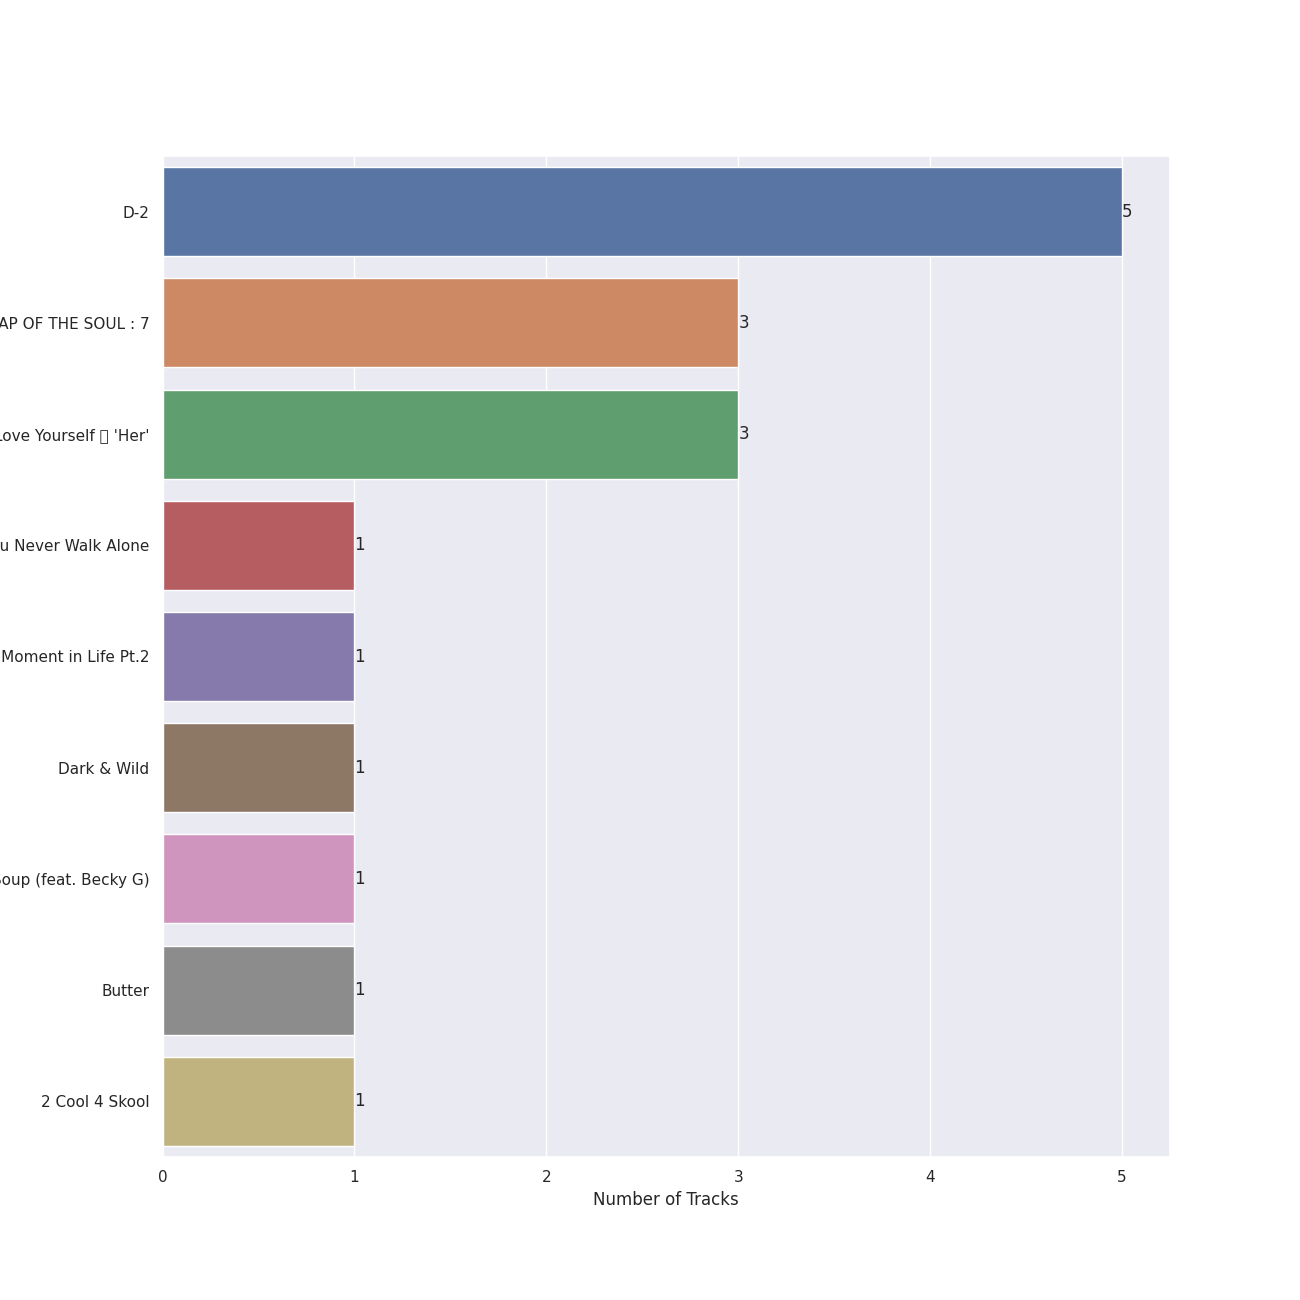 D-2
5
AP OF THE SOUL : 7
3
Love Yourself 'Her'
3
u Never Walk Alone
1
Moment in Life Pt.2
1
Dark & Wild
1
Soup (feat. Becky G)
1
Butter
1
2 Cool 4 Skool
1
0 1 2 3 4 5
Number of Tracks